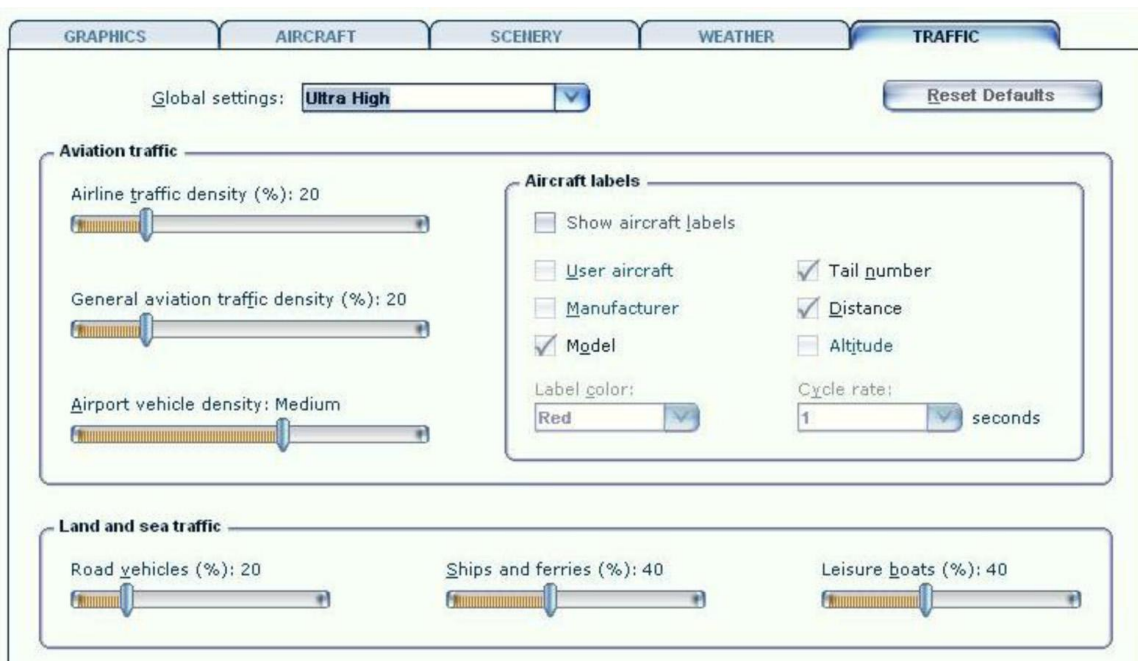 GRAPHICS AIRCRAFT SCENERY WEATHER TRAFFIC
Global settings: Ultra High Reset Defaults
Aviation traffic
Airline traffic density (%): 20
General aviation traffic density (%): 20
Airport vehicle density: Medium
Aircraft labels
Show aircraft labels
User aircraft Tail number
Manufacturer Distance
Model Altitude
Label color: Cycle rate:
Red 1 seconds
Land and sea traffic
Road vehicles (%): 20 Ships and ferries (%): 40 Leisure boats (%): 40